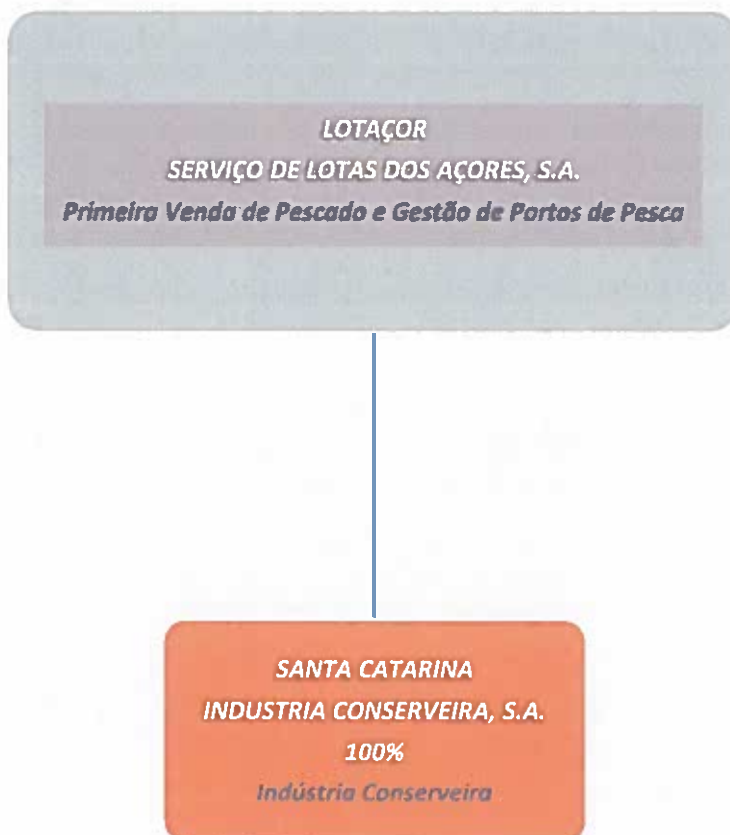 LOTAÇOR
SERVIÇO DE LOTAS DOS AÇORES, S.A.
Primeira Venda de Pescado e Gestão de Portos de Pesca
SANTA CATARINA
INDUSTRIA CONSERVEIRA, S.A.
100%
Indústria Conserveira